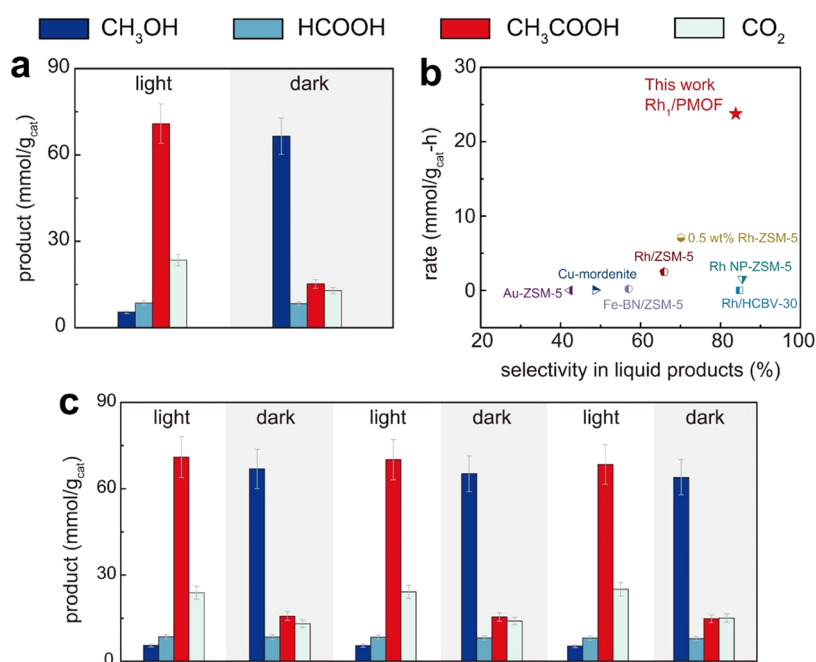 CH₃OH HCOOH CH₃COOH CO₂
a
90
60
30
0
product (mmol/g_cat)
light dark
b
30
20
10
0
rate (mmol/g_cat-h)
This work
Rh₁/PMOF
0.5 wt% Rh-ZSM-5
Rh/ZSM-5
Rh NP-ZSM-5
Cu-mordenite
Au-ZSM-5
Fe-BN/ZSM-5
Rh/HCBV-30
20 40 60 80 100
selectivity in liquid products (%)
c
90
60
30
0
product (mmol/g_cat)
light dark light dark light dark